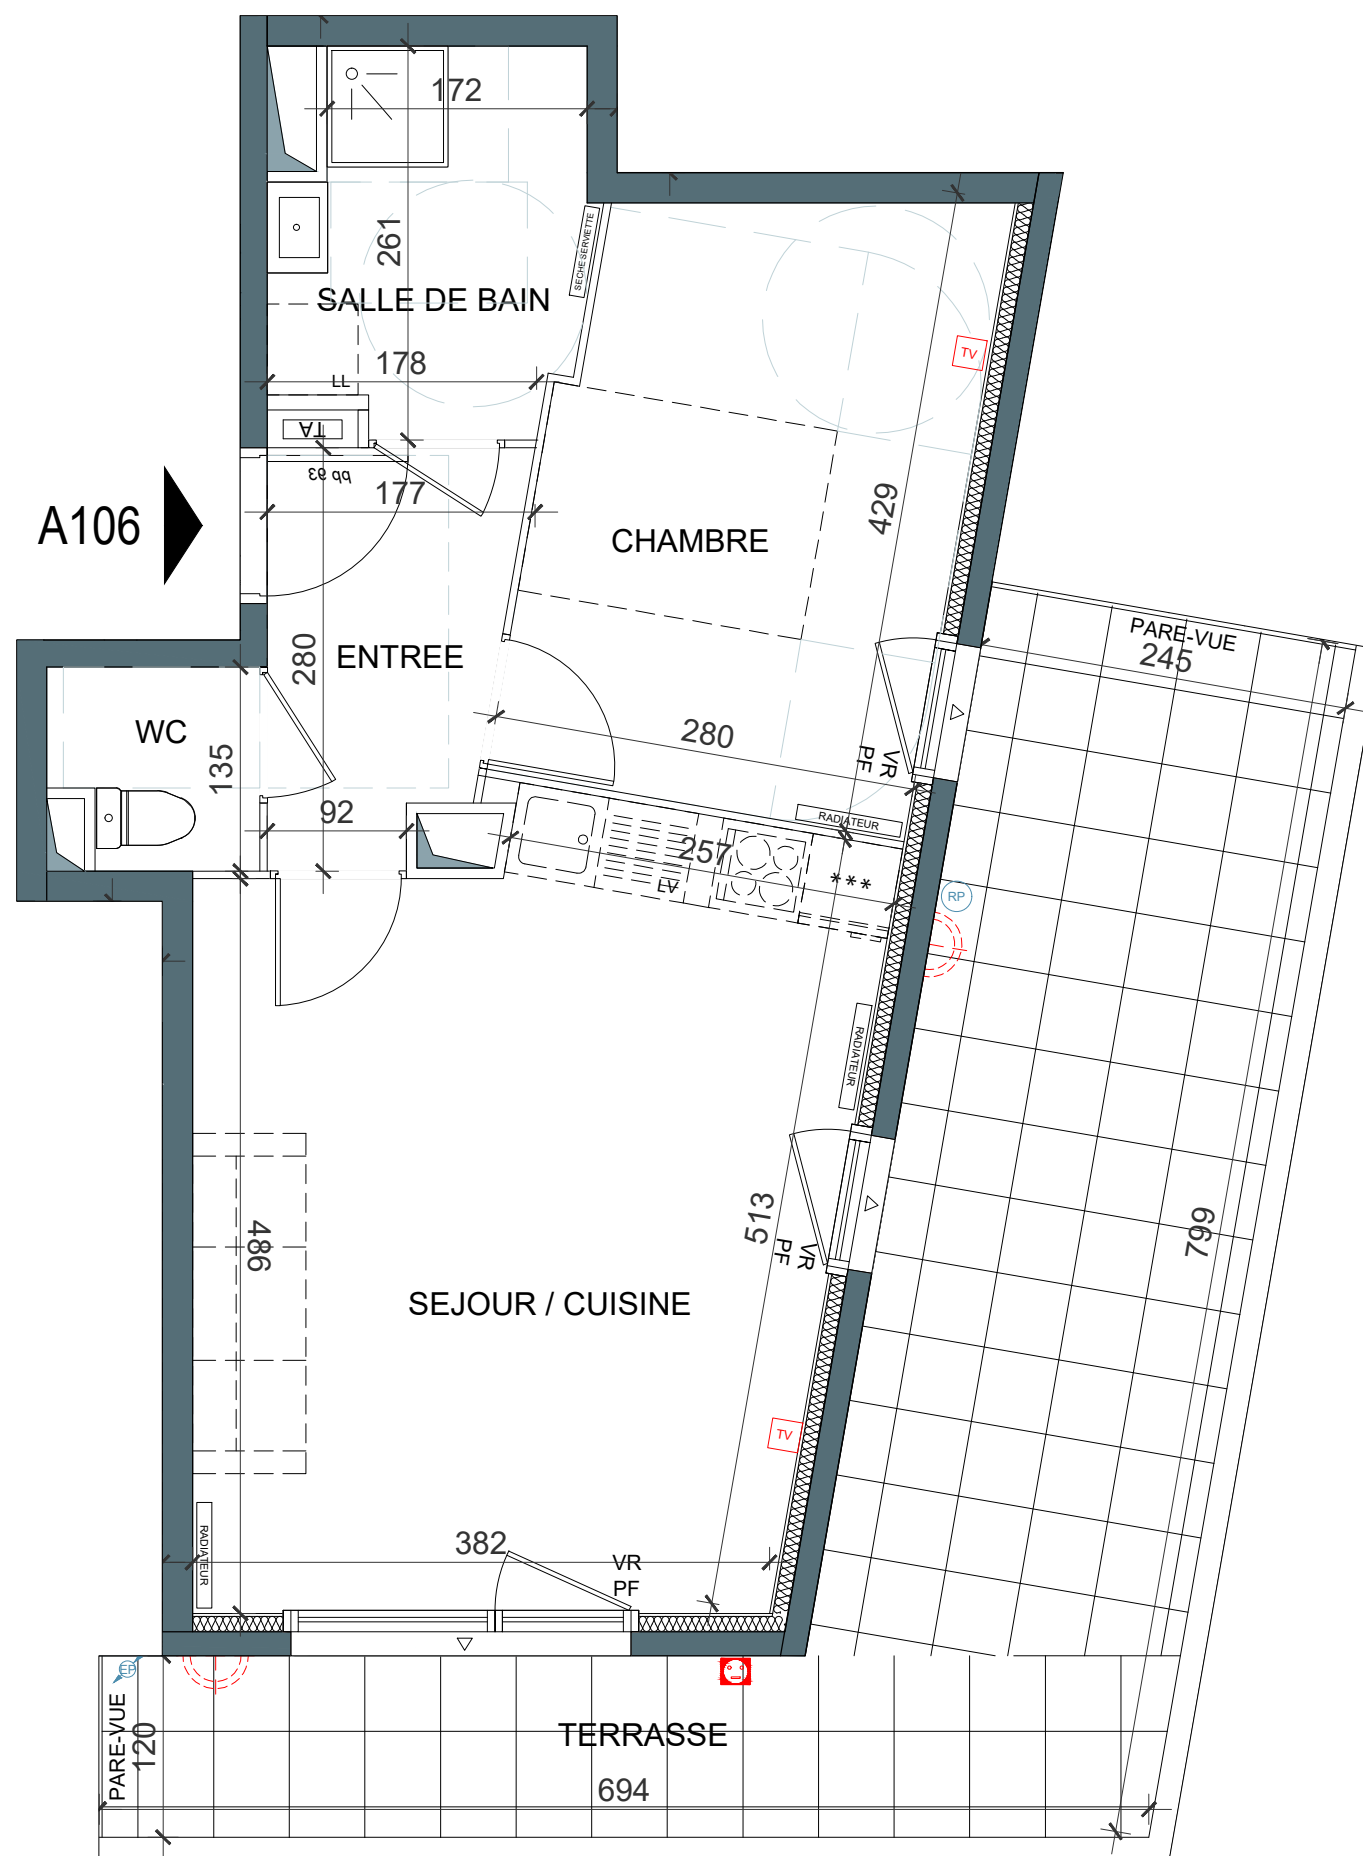 172
261
SECHE SERVIETTE
SALLE DE BAIN
178
LL
TA
bp 93
177
A106
TV
429
CHAMBRE
PARE-VUE
245
280
ENTREE
WC
135
280
VR
PF
92
RADIATEUR
257
LV
***
RP
RADIATEUR
513
VR
PF
799
486
SEJOUR / CUISINE
TV
RADIATEUR
382
VR
PF
EP
PARE-VUE
120
TERRASSE
694